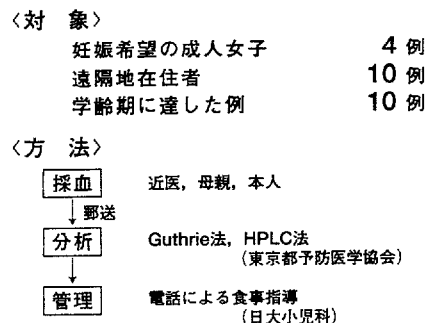 〈対　象〉
妊娠希望の成人女子　4 例
遠隔地在住者　10 例
学齢期に達した例　10 例
〈方　法〉
採血　近医，母親，本人
郵送
分析　Guthrie法，HPLC法
（東京都予防医学協会）
管理　電話による食事指導
（日大小児科）